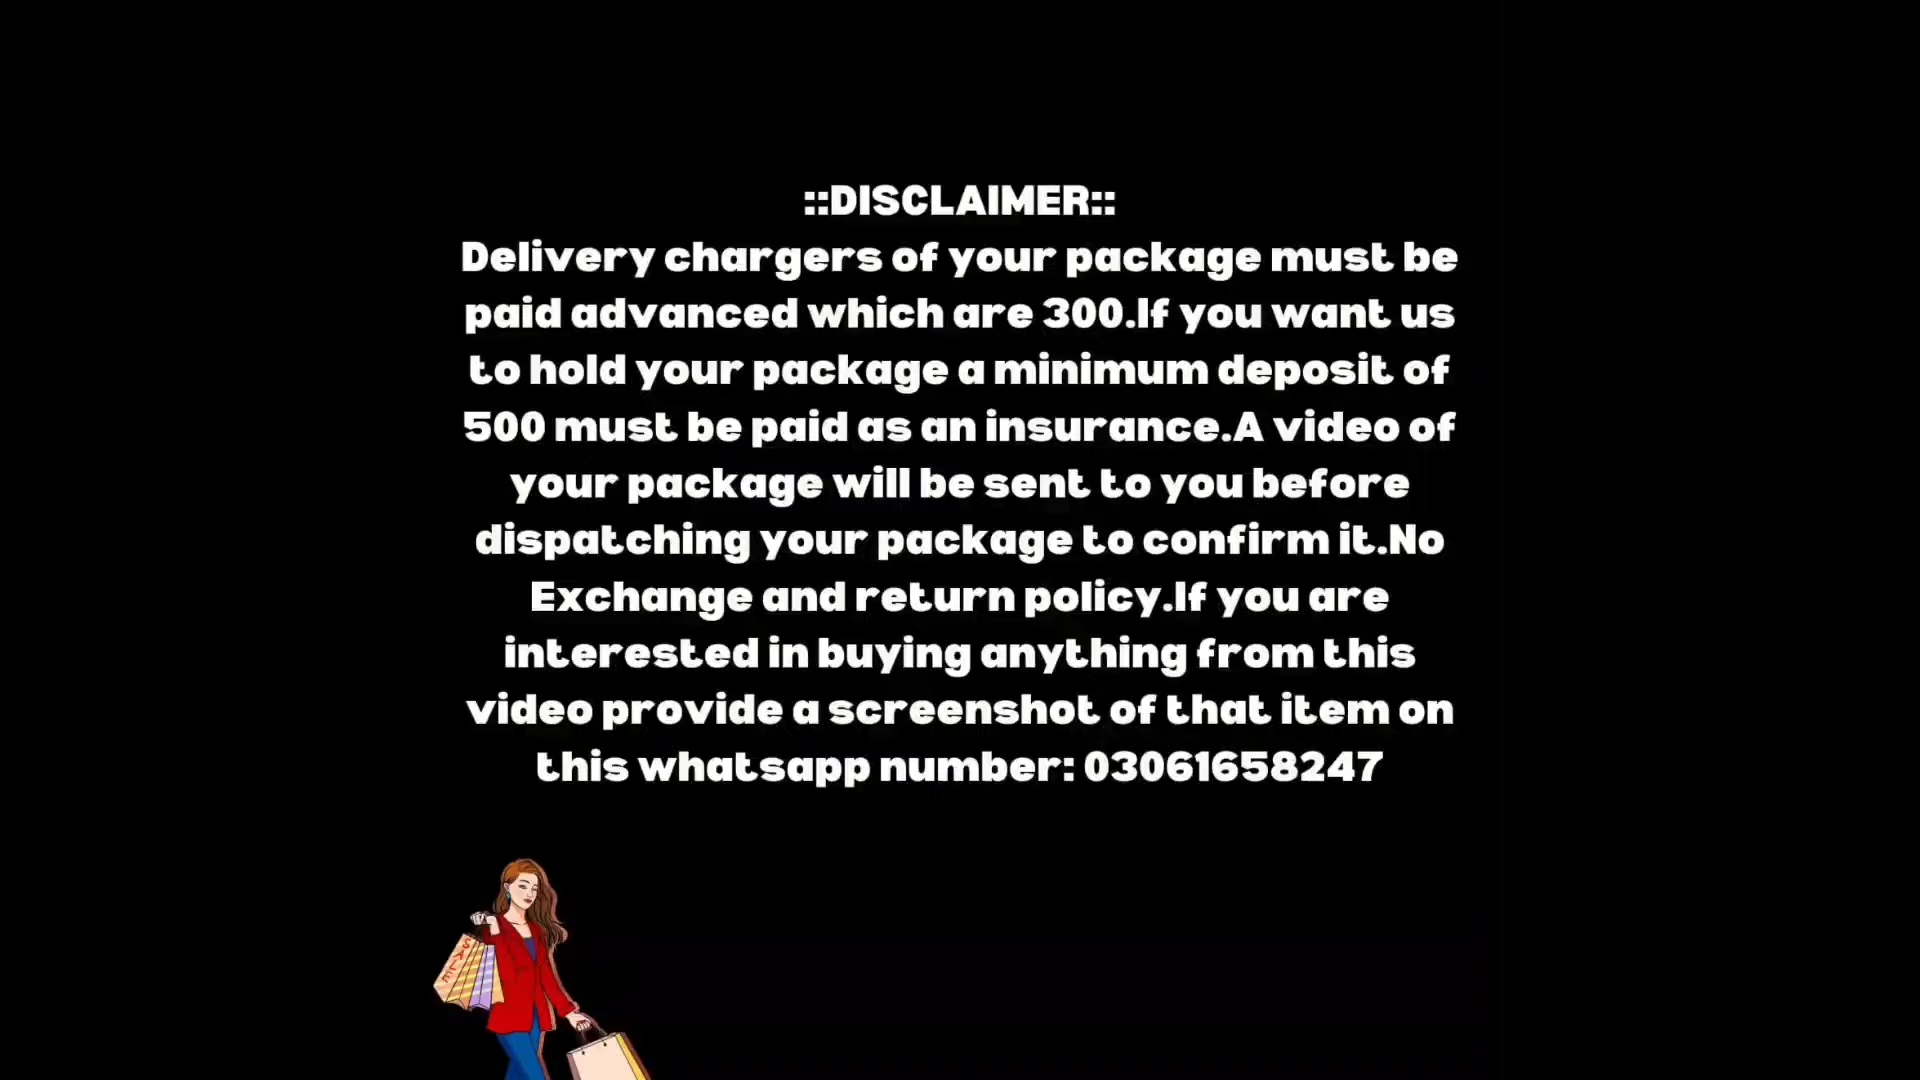 ::DISCLAIMER::
Delivery chargers of your package must be
paid advanced which are 300.If you want us
to hold your package a minimum deposit of
500 must be paid as an insurance.A video of
your package will be sent to you before
dispatching your package to confirm it.No
Exchange and return policy.If you are
interested in buying anything from this
video provide a screenshot of that item on
this whatsapp number: 03061658247
SALE